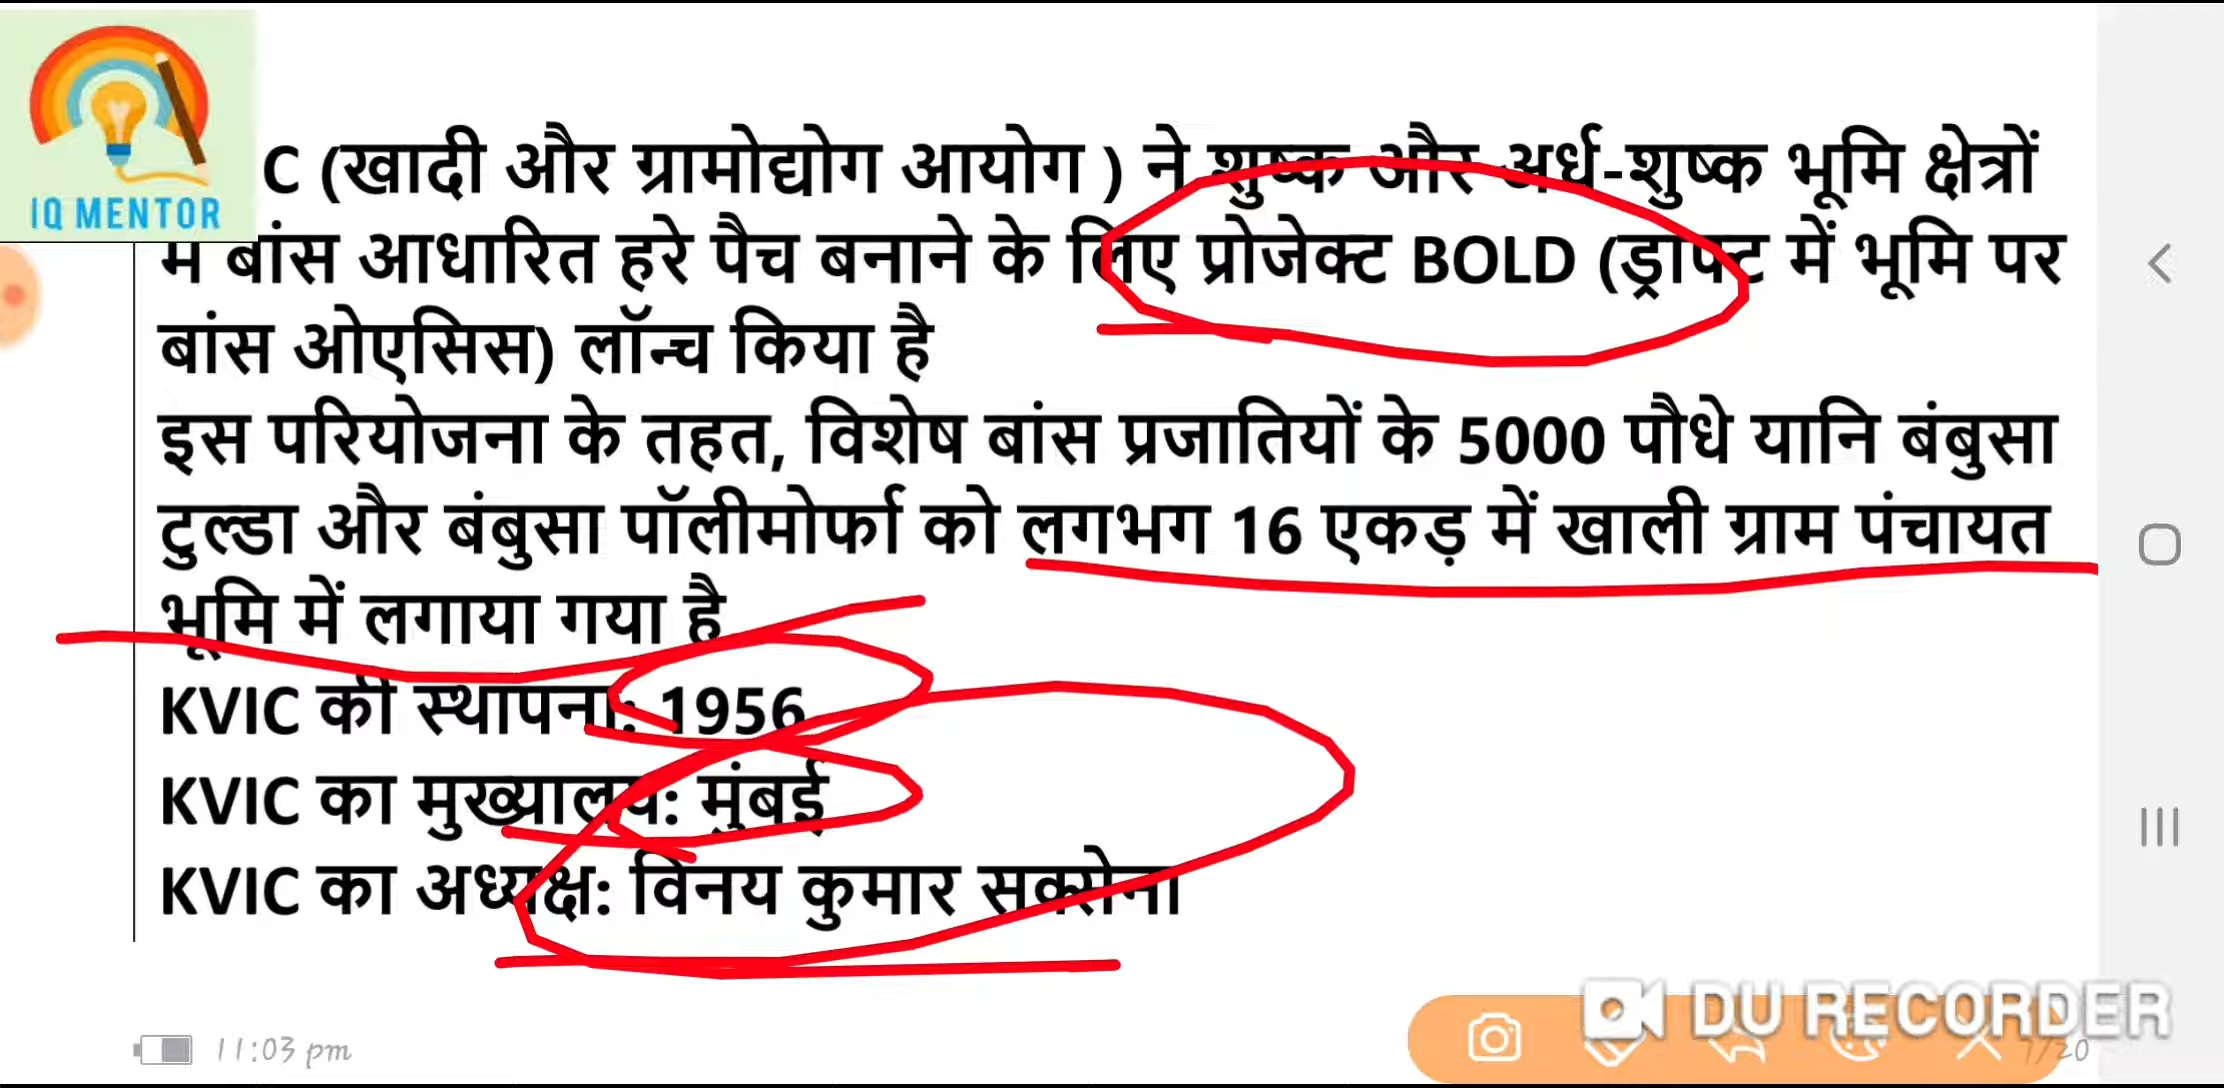 IQ MENTOR
C (खादी और ग्रामोद्योग आयोग ) ने शुष्क और अर्ध-शुष्क भूमि क्षेत्रों
में बांस आधारित हरे पैच बनाने के लिए प्रोजेक्ट BOLD (ड्राफ्ट में भूमि पर
बांस ओएसिस) लॉन्च किया है
इस परियोजना के तहत, विशेष बांस प्रजातियों के 5000 पौधे यानि बंबुसा
टुल्डा और बंबुसा पॉलीमोर्फा को लगभग 16 एकड़ में खाली ग्राम पंचायत
भूमि में लगाया गया है
KVIC की स्थापना: 1956
KVIC का मुख्यालय: मुंबई
KVIC का अध्यक्ष: विनय कुमार सक्सेना
11:03 pm
DU RECORDER